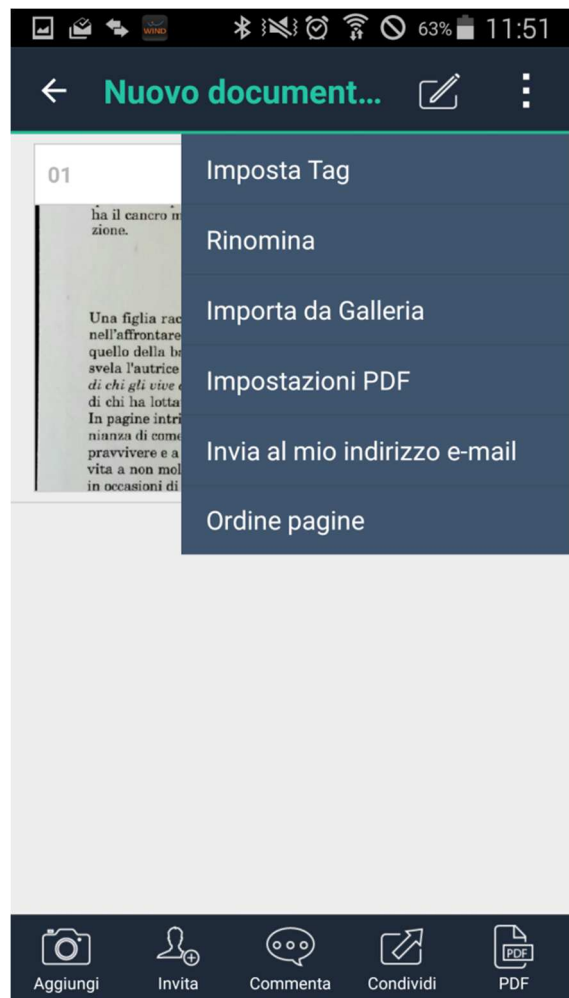 WIND
63%
11:51
Nuovo document...
01
Imposta Tag
Rinomina
Importa da Galleria
Impostazioni PDF
Invia al mio indirizzo e-mail
Ordine pagine
ha il cancro m
zione.
Una figlia rac
nell'affrontare
quello della ba
svela l'autrice
di chi gli vive
di chi ha lotta
In pagine intri
nianza di come
pravvivere e a
vita a non mol
in occasioni di
Aggiungi
Invita
Commenta
Condividi
PDF
PDF